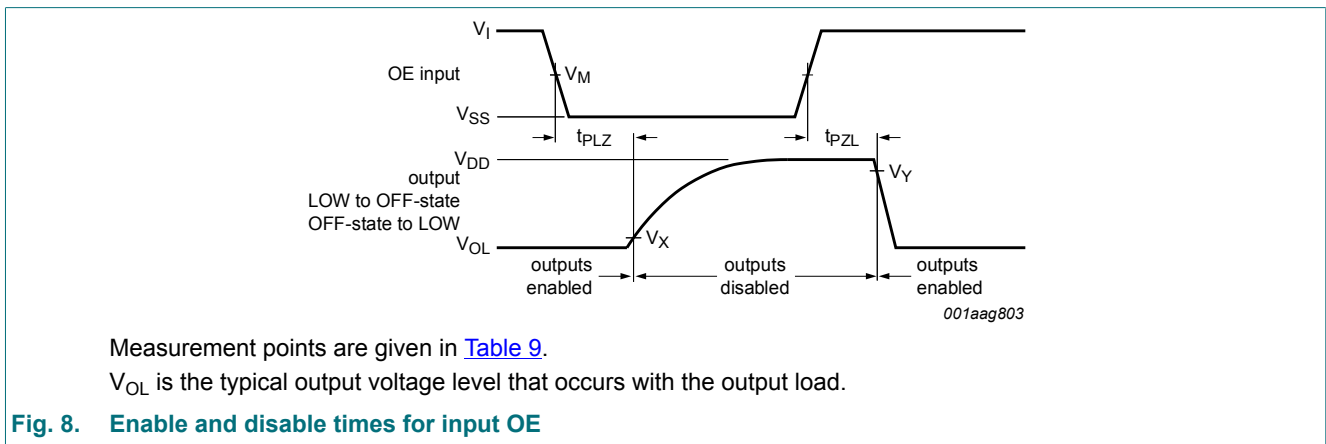 V_I
OE input
V_M
V_SS
t_PLZ
t_PZL
V_DD
output
LOW to OFF-state
OFF-state to LOW
V_Y
V_OL
V_X
outputs
enabled
outputs
disabled
outputs
enabled
001aag803
Measurement points are given in Table 9.
V_OL is the typical output voltage level that occurs with the output load.
Fig. 8. Enable and disable times for input OE